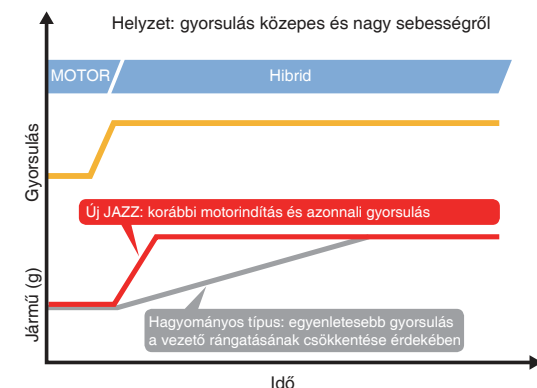 Helyzet: gyorsulás közepes és nagy sebességről
MOTOR
Hibrid
Gyorsulás
Új JAZZ: korábbi motorindítás és azonnali gyorsulás
Jármű (g)
Hagyományos típus: egyenletesebb gyorsulás
a vezető rángatásának csökkentése érdekében
Idő